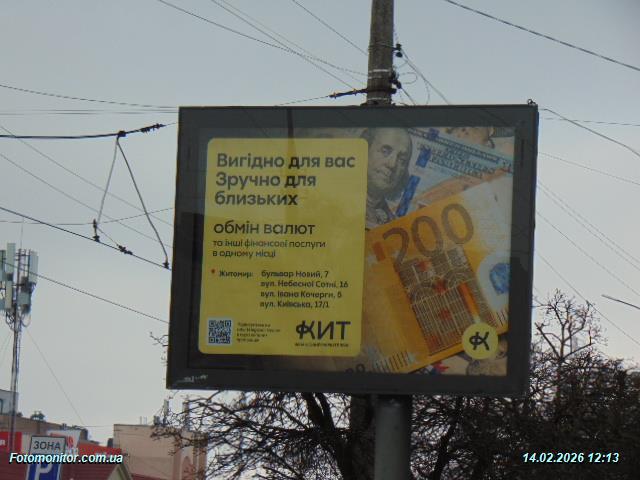 Вигідно для вас
Зручно для
близьких
обмін валют
та інші фінансові послуги
в одному місці
Житомир: бульвар Новий, 7
вул. Небесної Сотні, 16
вул. Івана Кочерги, 6
вул. Київська, 17/1
КИТ
200
ЗОНА
P
Fotomonitor.com.ua
14.02.2026 12:13